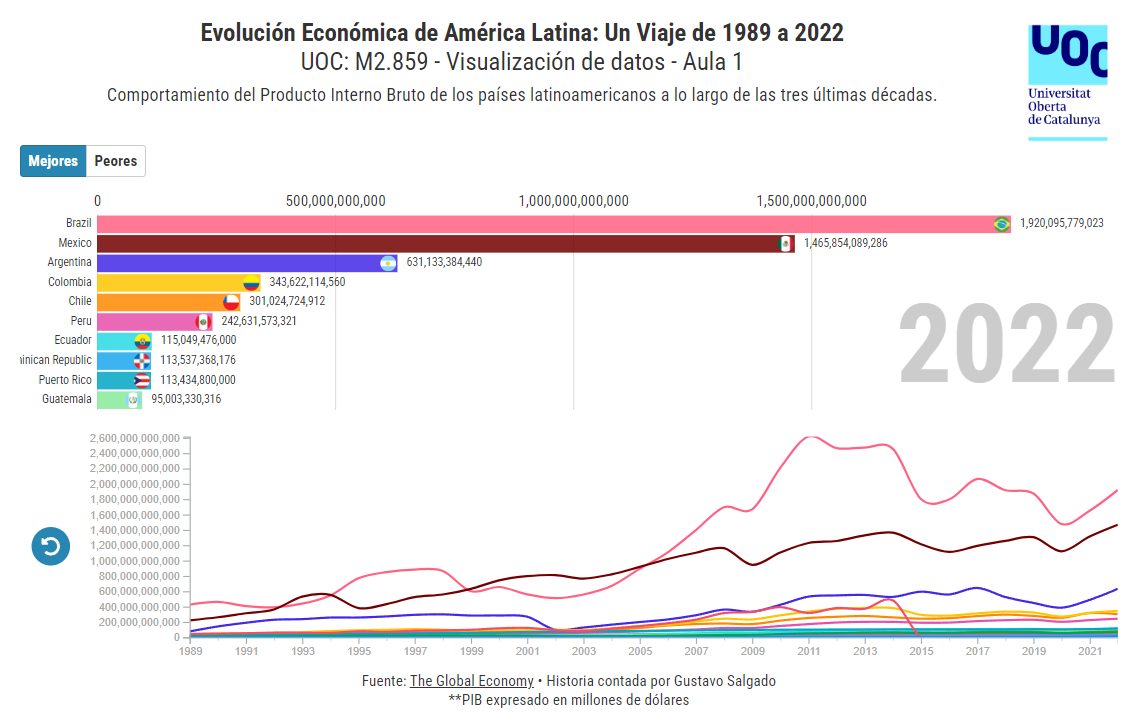 Evolución Económica de América Latina: Un Viaje de 1989 a 2022
UOC: M2.859 - Visualización de datos - Aula 1
Comportamiento del Producto Interno Bruto de los países latinoamericanos a lo largo de las tres últimas décadas.
UOC
Universitat
Oberta
de Catalunya
Mejores Peores
0 500,000,000,000 1,000,000,000,000 1,500,000,000,000
Brazil 1,920,095,779,023
Mexico 1,465,854,089,286
Argentina 631,133,384,440
Colombia 343,622,114,560
Chile 301,024,724,912
Peru 242,631,573,321
Ecuador 115,049,476,000
inican Republic 113,537,368,176
Puerto Rico 113,434,800,000
Guatemala 95,003,330,316
2022
2,600,000,000,000
2,400,000,000,000
2,200,000,000,000
2,000,000,000,000
1,800,000,000,000
1,600,000,000,000
1,400,000,000,000
1,200,000,000,000
1,000,000,000,000
800,000,000,000
600,000,000,000
400,000,000,000
200,000,000,000
0
1989 1991 1993 1995 1997 1999 2001 2003 2005 2007 2009 2011 2013 2015 2017 2019 2021
Fuente: The Global Economy • Historia contada por Gustavo Salgado
**PIB expresado en millones de dólares